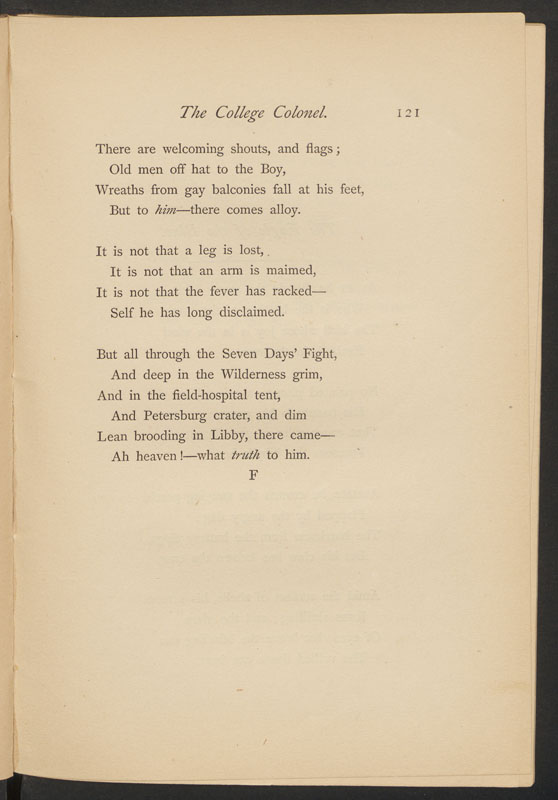 The College Colonel. 121
There are welcoming shouts, and flags;
Old men off hat to the Boy,
Wreaths from gay balconies fall at his feet,
But to him—there comes alloy.
It is not that a leg is lost,
It is not that an arm is maimed,
It is not that the fever has racked—
Self he has long disclaimed.
But all through the Seven Days' Fight,
And deep in the Wilderness grim,
And in the field-hospital tent,
And Petersburg crater, and dim
Lean brooding in Libby, there came—
Ah heaven!—what truth to him.
F